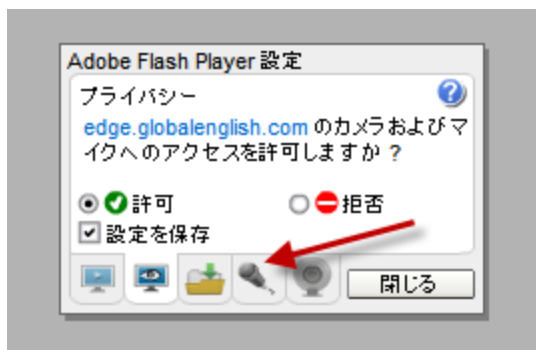 Adobe Flash Player 設定
プライバシー
edge.globalenglish.com のカメラおよびマ
イクへのアクセスを許可しますか ?
許可 拒否
設定を保存
閉じる